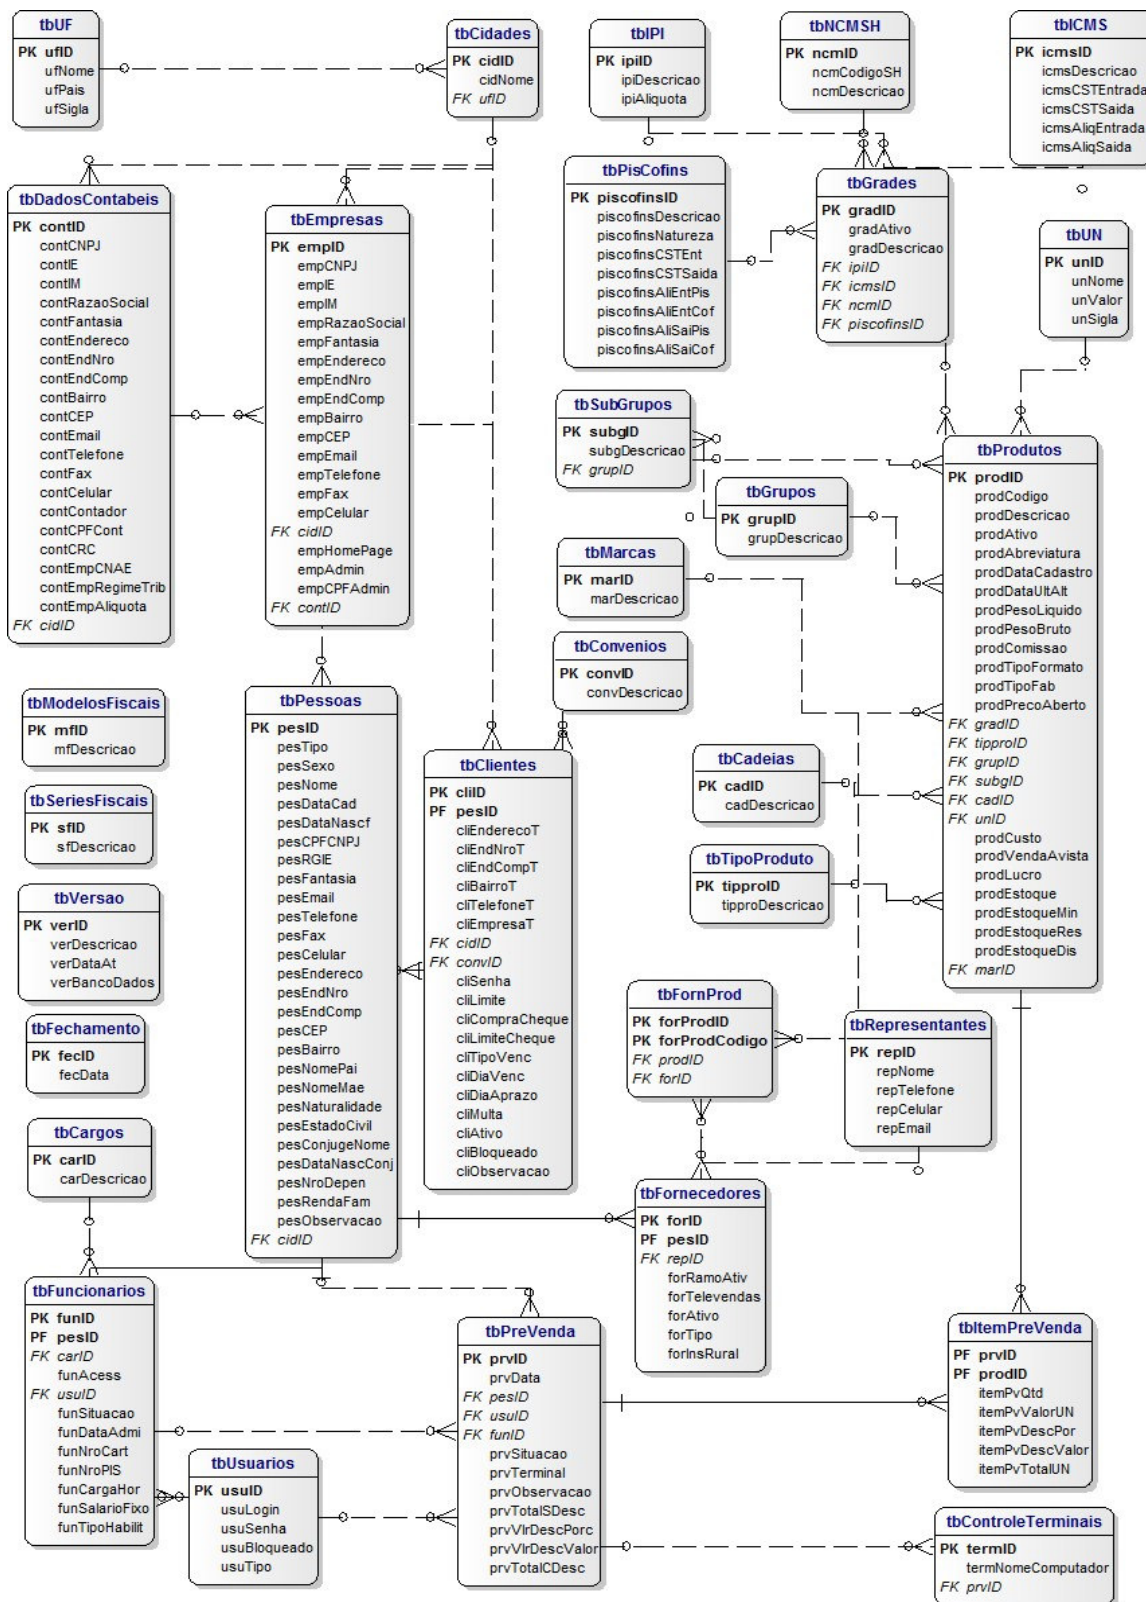 tbUF
PK ufID
ufNome
ufPais
ufSigla
tbCidades
PK cidID
cidNome
FK ufID
tbIPI
PK ipiID
ipiDescricao
ipiAliquota
tbNCMSH
PK ncmID
ncmCodigoSH
ncmDescricao
tbICMS
PK icmsID
icmsDescricao
icmsCSTEntrada
icmsCSTSaida
icmsAliqEntrada
icmsAliqSaida
tbDadosContabeis
PK contID
contCNPJ
contIE
contIM
contRazaoSocial
contFantasia
contEndereco
contEndNro
contEndComp
contBairro
contCEP
contEmail
contTelefone
contFax
contCelular
contContador
contCPFCont
contCRC
contEmpCNAE
contEmpRegimeTrib
contEmpAliquota
FK cidID
tbEmpresas
PK empID
empCNPJ
empIE
empIM
empRazaoSocial
empFantasia
empEndereco
empEndNro
empEndComp
empBairro
empCEP
empEmail
empTelefone
empFax
empCelular
FK cidID
empHomePage
empAdmin
empCPFAdmin
FK contID
tbPisCofins
PK piscofinsID
piscofinsDescricao
piscofinsNatureza
piscofinsCSTEnt
piscofinsCSTSaida
piscofinsAliEntPis
piscofinsAliEntCof
piscofinsAliSaiPis
piscofinsAliSaiCof
tbGrades
PK gradID
gradAtivo
gradDescricao
FK ipiID
FK icmsID
FK ncmID
FK piscofinsID
tbUN
PK unID
unNome
unValor
unSigla
tbSubGrupos
PK subgID
subgDescricao
FK grupID
tbGrupos
PK grupID
grupDescricao
tbMarcas
PK marID
marDescricao
tbConvenios
PK convID
convDescricao
tbProdutos
PK prodID
prodCodigo
prodDescricao
prodAtivo
prodAbreviatura
prodDataCadastro
prodDataUltAlt
prodPesoLiquido
prodPesoBruto
prodComissao
prodTipoFormato
prodTipoFab
prodPrecoAberto
FK gradID
FK tipproID
FK grupID
FK subgID
FK cadID
FK unID
prodCusto
prodVendaAvista
prodLucro
prodEstoque
prodEstoqueMin
prodEstoqueRes
prodEstoqueDis
FK marID
tbModelosFiscais
PK mfID
mfDescricao
tbSeriesFiscais
PK sfID
sfDescricao
tbVersao
PK verID
verDescricao
verDataAt
verBancoDados
tbFechamento
PK fecID
fecData
tbCargos
PK carID
carDescricao
tbPessoas
PK pesID
pesTipo
pesSexo
pesNome
pesDataCad
pesDataNascf
pesCPFCNPJ
pesRGIE
pesFantasia
pesEmail
pesTelefone
pesFax
pesCelular
pesEndereco
pesEndNro
pesEndComp
pesCEP
pesBairro
pesNomePai
pesNomeMae
pesNaturalidade
pesEstadoCivil
pesConjugeNome
pesDataNascConj
pesNroDepen
pesRendaFam
pesObservacao
FK cidID
tbClientes
PK cliID
PF pesID
cliEnderecoT
cliEndNroT
cliEndCompT
cliBairroT
cliTelefoneT
cliEmpresaT
FK cidID
FK convID
cliSenha
cliLimite
cliCompraCheque
cliLimiteCheque
cliTipoVenc
cliDiaVenc
cliDiaAprazo
cliMulta
cliAtivo
cliBloqueado
cliObservacao
tbCadeias
PK cadID
cadDescricao
tbTipoProduto
PK tipproID
tipproDescricao
tbFornProd
PK forProdID
PK forProdCodigo
FK prodID
FK forID
tbRepresentantes
PK repID
repNome
repTelefone
repCelular
repEmail
tbFornecedores
PK forID
PF pesID
FK repID
forRamoAtiv
forTelevendas
forAtivo
forTipo
forInsRural
tbFuncionarios
PK funID
PF pesID
FK carID
funAcess
FK usuID
funSituacao
funDataAdmi
funNroCart
funNroPIS
funCargaHor
funSalarioFixo
funTipoHabilit
tbUsuarios
PK usuID
usuLogin
usuSenha
usuBloqueado
usuTipo
tbPreVenda
PK prvID
prvData
FK pesID
FK usuID
FK funID
prvSituacao
prvTerminal
prvObservacao
prvTotalSDesc
prvVlrDescPorc
prvVlrDescValor
prvTotalCDesc
tbItemPreVenda
PF prvID
PF prodID
itemPvQtd
itemPvValorUN
itemPvDescPor
itemPvDescValor
itemPvTotalUN
tbControleTerminais
PK termID
termNomeComputador
FK prvID